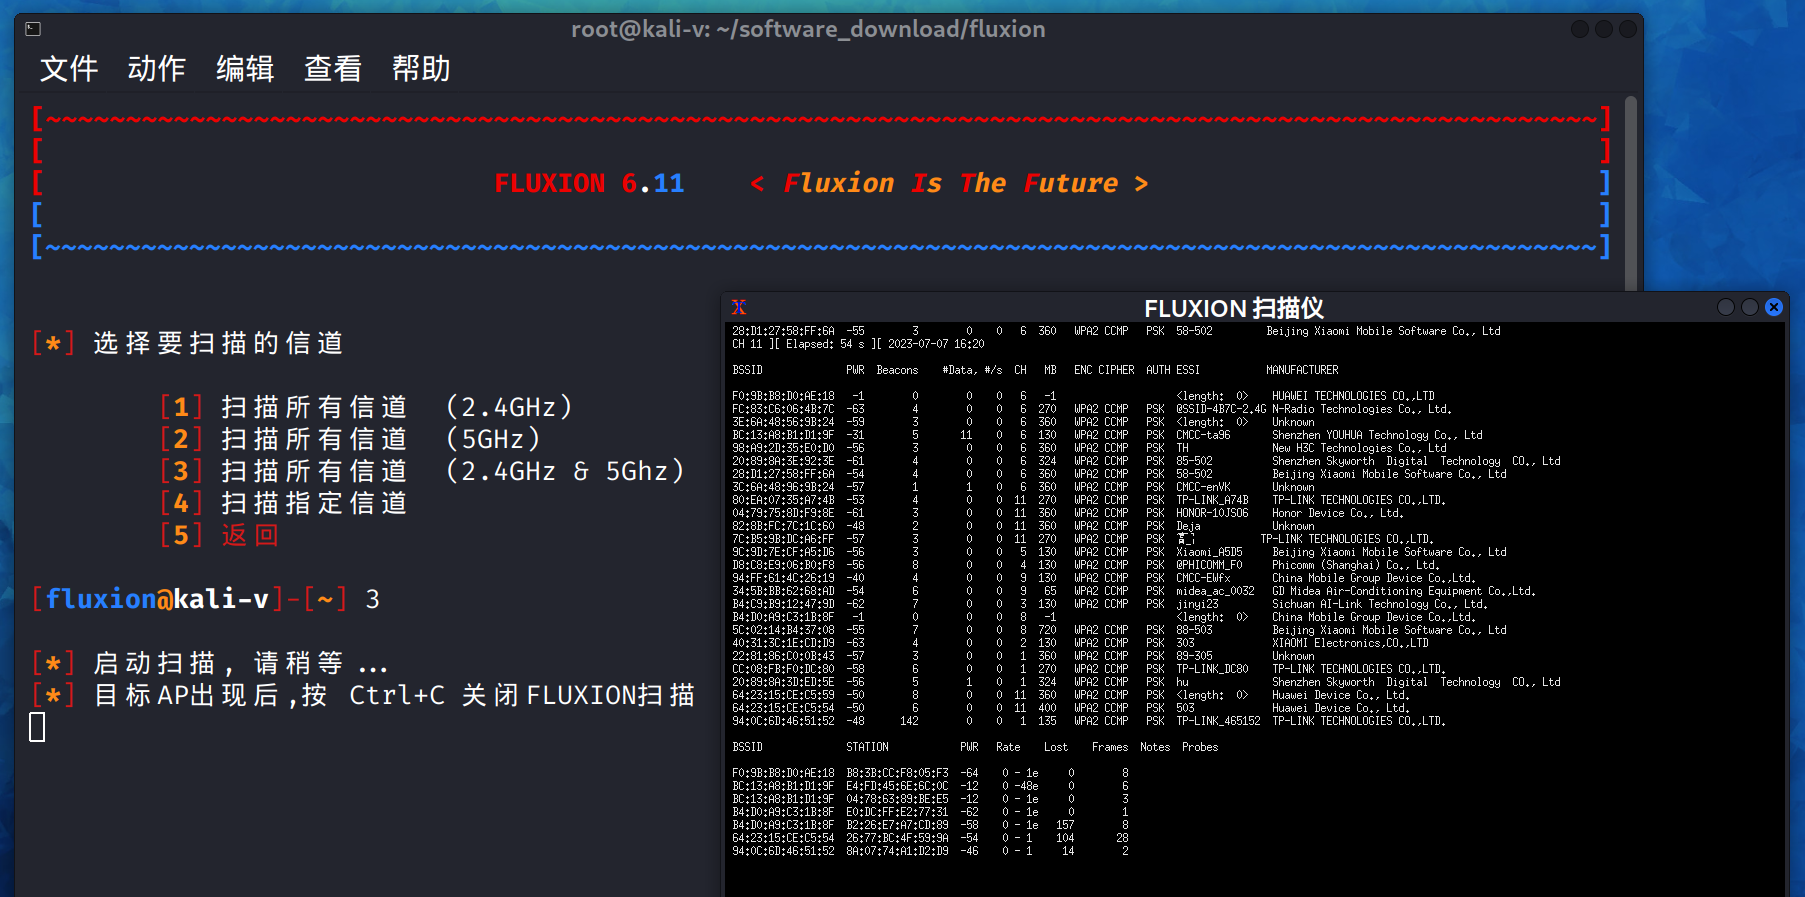 root@kali-v: ~/software_download/fluxion
文件 动作 编辑 查看 帮助
[~~~~~~~~~~~~~~~~~~~~~~~~~~~~~~~~~~~~~~~~~~~~~~~~~~~~~~~~~~~~~~~~~~~~~~~~~~~~~~~~~~~~~~~~~~~~~~~~~]
[ ]
[ FLUXION 6.11 < Fluxion Is The Future > ]
[ ]
[~~~~~~~~~~~~~~~~~~~~~~~~~~~~~~~~~~~~~~~~~~~~~~~~~~~~~~~~~~~~~~~~~~~~~~~~~~~~~~~~~~~~~~~~~~~~~~~~~]
[*] 选择要扫描的信道
[1] 扫描所有信道 (2.4GHz)
[2] 扫描所有信道 (5GHz)
[3] 扫描所有信道 (2.4GHz & 5Ghz)
[4] 扫描指定信道
[5] 返回
[fluxion@kali-v]-[~] 3
[*] 启动扫描, 请稍等 ...
[*] 目标AP出现后,按 Ctrl+C 关闭FLUXION扫描
FLUXION 扫描仪
28:D1:27:58:FF:6A -55 3 0 0 6 360 WPA2 CCMP PSK 58-502 Beijing Xiaomi Mobile Software Co., Ltd
CH 11 ][ Elapsed: 54 s ][ 2023-07-07 16:20
BSSID PWR Beacons #Data, #/s CH MB ENC CIPHER AUTH ESSI MANUFACTURER
F0:9B:B8:D0:AE:18 -1 0 0 0 6 -1 <length: 0> HUAWEI TECHNOLOGIES CO.,LTD
FC:83:C6:06:4B:7C -63 4 0 0 6 270 WPA2 CCMP PSK @SSID-4B7C-2.4G N-Radio Technologies Co., Ltd.
3E:6A:48:56:9B:24 -59 3 0 0 6 360 WPA2 CCMP PSK <length: 0> Unknown
BC:13:A8:B1:D1:9F -31 5 11 0 6 130 WPA2 CCMP PSK CMCC-ta96 Shenzhen YOUHUA Technology Co., Ltd
98:A9:2D:35:E0:D0 -56 3 0 0 6 360 WPA2 CCMP PSK TH New H3C Technologies Co., Ltd
20:89:8A:3E:92:3E -61 4 0 0 6 324 WPA2 CCMP PSK 85-502 Shenzhen Skyworth Digital Technology CO., Ltd
28:D1:27:58:FF:6A -54 4 0 0 6 360 WPA2 CCMP PSK 58-502 Beijing Xiaomi Mobile Software Co., Ltd
3C:6A:48:96:9B:24 -57 1 1 0 6 360 WPA2 CCMP PSK CMCC-enVK Unknown
80:EA:07:35:A7:4B -53 4 0 0 11 270 WPA2 CCMP PSK TP-LINK_A74B TP-LINK TECHNOLOGIES CO.,LTD.
04:79:75:8D:F9:8E -61 3 0 0 11 360 WPA2 CCMP PSK HONOR-10JS06 Honor Device Co., Ltd.
82:8B:FC:7C:1C:60 -48 2 0 0 11 360 WPA2 CCMP PSK Deja Unknown
7C:B5:9B:DC:A6:FF -57 3 0 0 11 270 WPA2 CCMP PSK TP-LINK TECHNOLOGIES CO.,LTD.
9C:9D:7E:CF:A5:D6 -56 3 0 0 5 130 WPA2 CCMP PSK Xiaomi_A5D5 Beijing Xiaomi Mobile Software Co., Ltd
D8:C8:E9:06:B0:F8 -56 8 0 0 4 130 WPA2 CCMP PSK @PHICOMM_F0 Phicomm (Shanghai) Co., Ltd.
94:FF:61:4C:26:19 -40 4 0 0 9 130 WPA2 CCMP PSK CMCC-EWfx China Mobile Group Device Co.,Ltd.
34:5B:BB:62:68:AD -54 6 0 0 9 65 WPA2 CCMP PSK midea_ac_0032 GD Midea Air-Conditioning Equipment Co.,Ltd.
B4:C9:B9:12:47:9D -62 7 0 0 3 130 WPA2 CCMP PSK jinyi23 Sichuan AI-Link Technology Co., Ltd.
B4:D0:A9:C3:1B:8F -1 0 0 0 8 -1 <length: 0> China Mobile Group Device Co.,Ltd.
5C:02:14:B4:37:08 -55 7 0 0 8 720 WPA2 CCMP PSK 88-503 Beijing Xiaomi Mobile Software Co., Ltd
40:31:3C:1E:CD:D9 -63 4 0 0 2 130 WPA2 CCMP PSK 303 XIAOMI Electronics,CO.,LTD
22:81:86:C0:0B:43 -57 3 0 0 1 360 WPA2 CCMP PSK 89-305 Unknown
CC:08:FB:F0:DC:80 -58 6 0 0 1 270 WPA2 CCMP PSK TP-LINK_DC80 TP-LINK TECHNOLOGIES CO.,LTD.
20:89:8A:3D:ED:5E -56 5 1 0 1 324 WPA2 CCMP PSK hu Shenzhen Skyworth Digital Technology CO., Ltd
64:23:15:CE:C5:59 -50 8 0 0 11 360 WPA2 CCMP PSK <length: 0> Huawei Device Co., Ltd.
64:23:15:CE:C5:54 -50 6 0 0 11 400 WPA2 CCMP PSK 503 Huawei Device Co., Ltd.
94:0C:6D:46:51:52 -48 142 0 0 1 135 WPA2 CCMP PSK TP-LINK_465152 TP-LINK TECHNOLOGIES CO.,LTD.
BSSID STATION PWR Rate Lost Frames Notes Probes
F0:9B:B8:D0:AE:18 B8:3B:CC:F8:05:F3 -64 0 - 1e 0 8
BC:13:A8:B1:D1:9F E4:FD:45:6E:6C:0C -12 0 -48e 0 6
BC:13:A8:B1:D1:9F 04:78:63:89:BE:E5 -12 0 - 1e 0 3
B4:D0:A9:C3:1B:8F E0:DC:FF:E2:77:31 -62 0 - 1e 0 1
B4:D0:A9:C3:1B:8F B2:26:E7:A7:CD:89 -58 0 - 1e 157 8
64:23:15:CE:C5:54 26:77:BC:4F:59:9A -54 0 - 1 104 28
94:0C:6D:46:51:52 8A:07:74:A1:D2:D9 -46 0 - 1 14 2